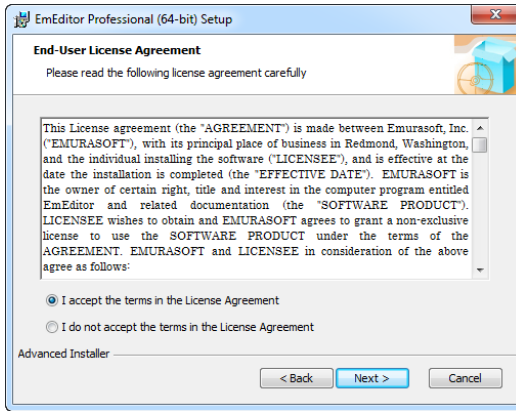 EmEditor Professional (64-bit) Setup
End-User License Agreement
Please read the following license agreement carefully
This License agreement (the "AGREEMENT") is made between Emurasoft, Inc.
("EMURASOFT"), with its principal place of business in Redmond, Washington,
and the individual installing the software ("LICENSEE"), and is effective at the
date the installation is completed (the "EFFECTIVE DATE"). EMURASOFT is
the owner of certain right, title and interest in the computer program entitled
EmEditor and related documentation (the "SOFTWARE PRODUCT").
LICENSEE wishes to obtain and EMURASOFT agrees to grant a non-exclusive
license to use the SOFTWARE PRODUCT under the terms of the
AGREEMENT. EMURASOFT and LICENSEE in consideration of the above
agree as follows:
I accept the terms in the License Agreement
I do not accept the terms in the License Agreement
Advanced Installer
< Back Next > Cancel